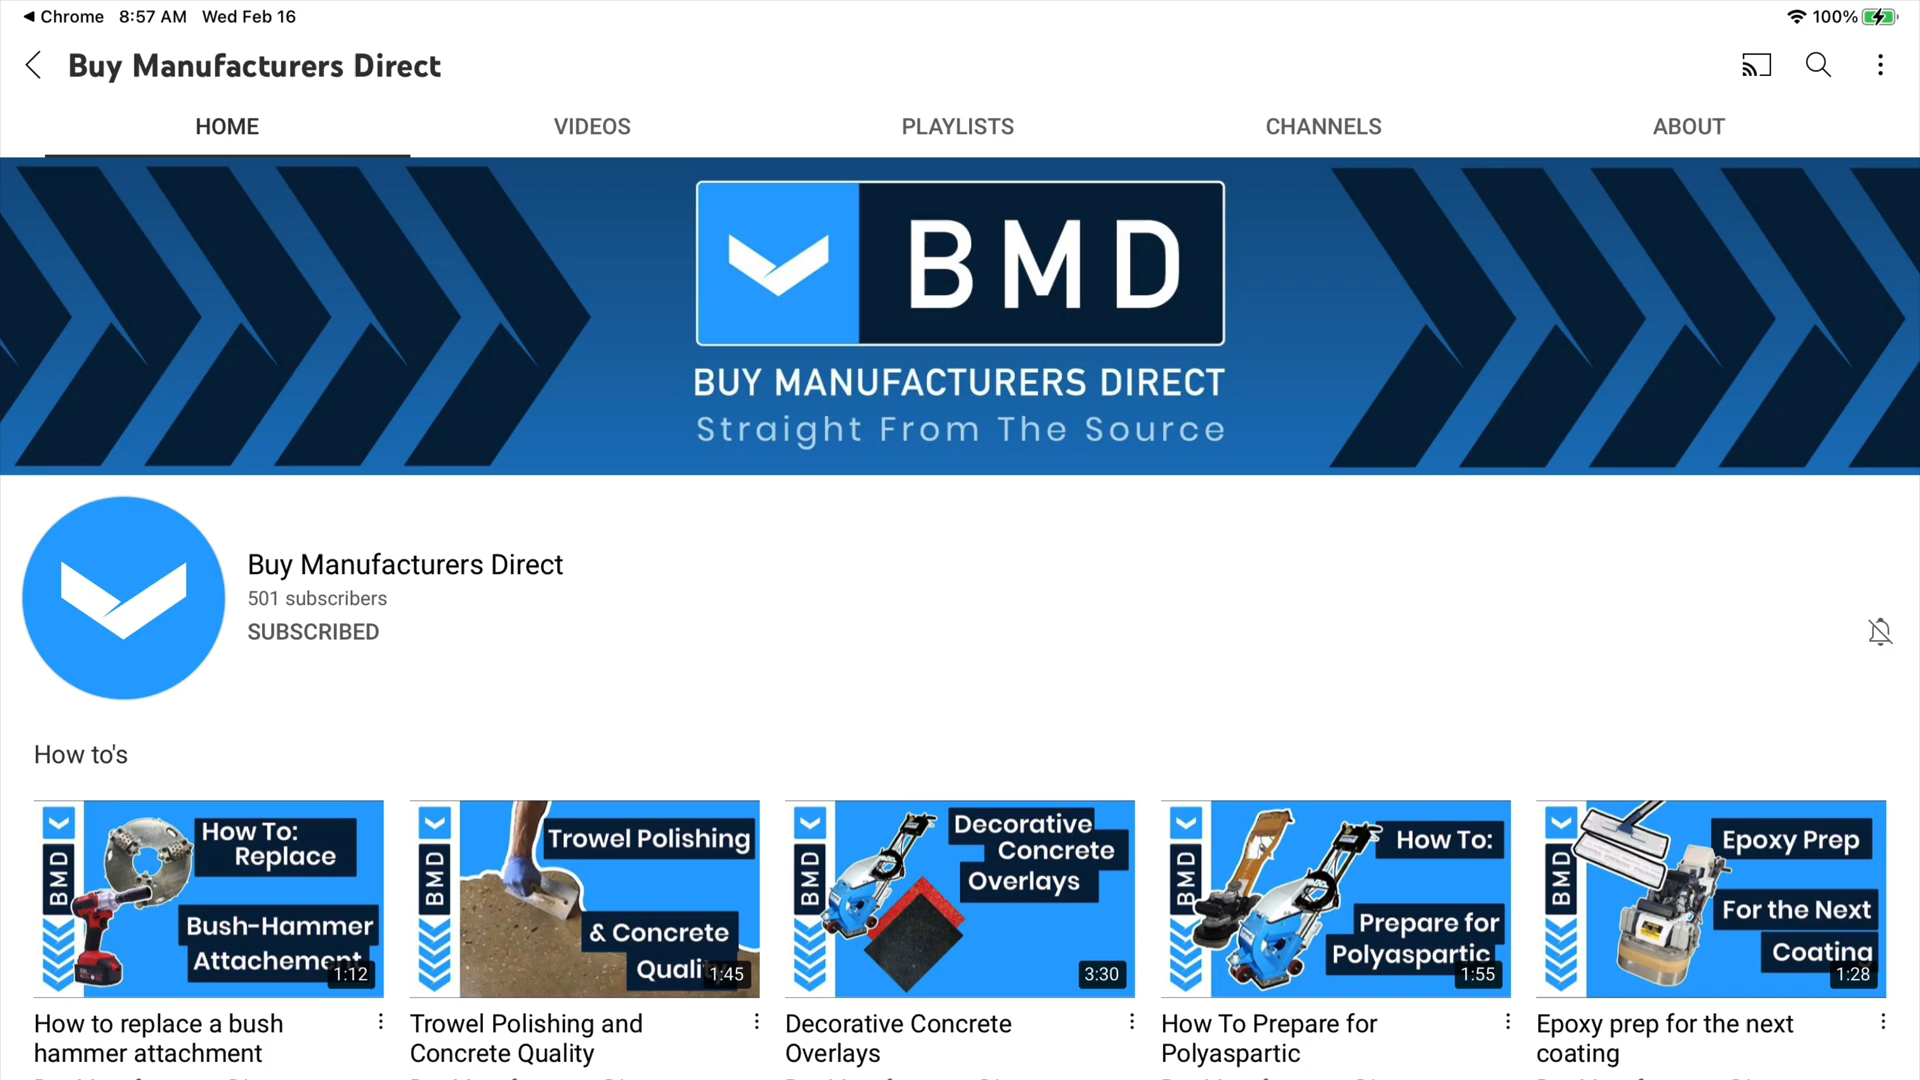 Chrome 8:57 AM Wed Feb 16
100%
Buy Manufacturers Direct
HOME VIDEOS PLAYLISTS CHANNELS ABOUT
BMD
BUY MANUFACTURERS DIRECT
Straight From The Source
Buy Manufacturers Direct
501 subscribers
SUBSCRIBED
How to's
BMD
How To:
Replace
Bush-Hammer
Attachement
1:12
BMD
Trowel Polishing
& Concrete
1:45
BMD
Decorative
Concrete
Overlays
3:30
BMD
How To:
Prepare for
Polyaspartic
1:55
BMD
Epoxy Prep
For the Next
Coating
1:28
How to replace a bush
hammer attachment
Trowel Polishing and
Concrete Quality
Decorative Concrete
Overlays
How To Prepare for
Polyaspartic
Epoxy prep for the next
coating